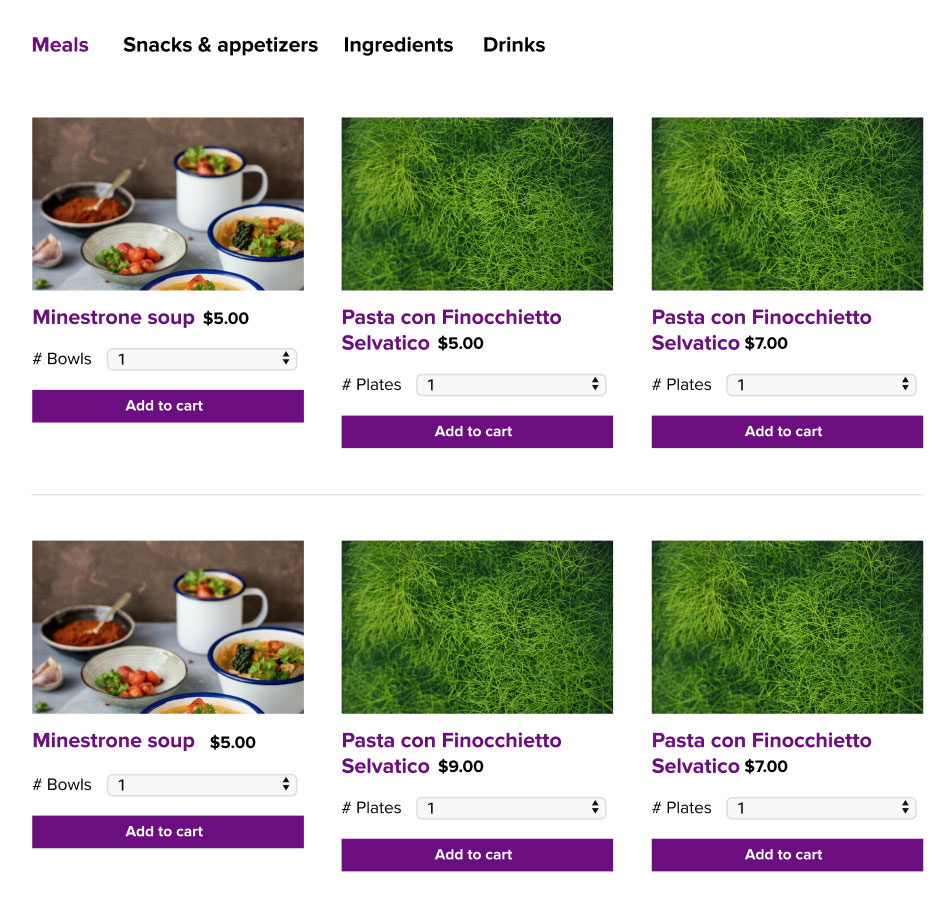 Meals Snacks & appetizers Ingredients Drinks
Minestrone soup $5.00
# Bowls 1
Add to cart
Pasta con Finocchietto
Selvatico $5.00
# Plates 1
Add to cart
Pasta con Finocchietto
Selvatico $7.00
# Plates 1
Add to cart
Minestrone soup $5.00
# Bowls 1
Add to cart
Pasta con Finocchietto
Selvatico $9.00
# Plates 1
Add to cart
Pasta con Finocchietto
Selvatico $7.00
# Plates 1
Add to cart